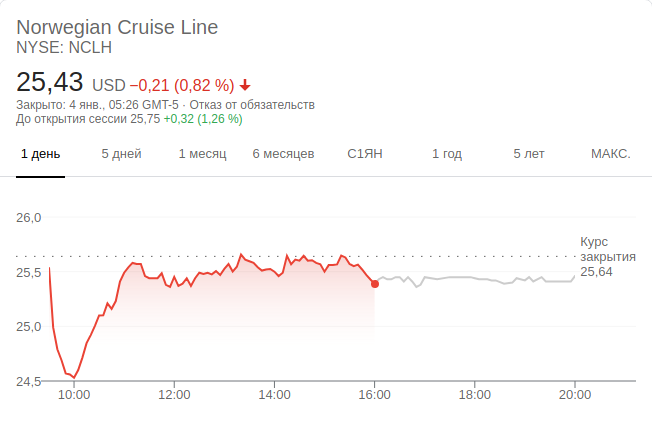 Norwegian Cruise Line
NYSE: NCLH
25,43 USD −0,21 (0,82 %)
Закрыто: 4 янв., 05:26 GMT-5 · Отказ от обязательств
До открытия сессии 25,75 +0,32 (1,26 %)
1 день 5 дней 1 месяц 6 месяцев С1ЯН 1 год 5 лет МАКС.
26,0
Курс
закрытия
25,64
25,5
25,0
24,5
10:00 12:00 14:00 16:00 18:00 20:00